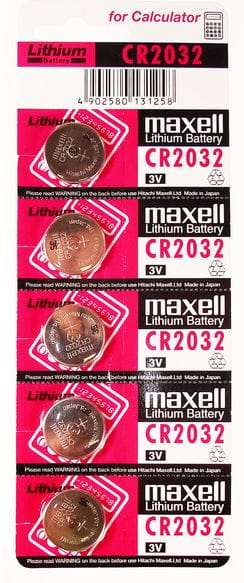 for Calculator
Lithium
Battery
CR2032
4 902580 131258
maxell
Lithium Battery
CR2032
3V
Please read WARNING on the back before use Hitachi Maxell.Ltd Made in Japan
maxell
Lithium Battery
CR2032
3V
Please read WARNING on the back before use Hitachi Maxell.Ltd Made in Japan
Lithium
maxell
Lithium Battery
CR2032
3V
Please read WARNING on the back before use Hitachi Maxell.Ltd Made in Japan
Lithium
maxell
Lithium Battery
CR2032
3V
Please read WARNING on the back before use Hitachi Maxell.Ltd Made in Japan
Lithium
maxell
Lithium Battery
CR2032
3V